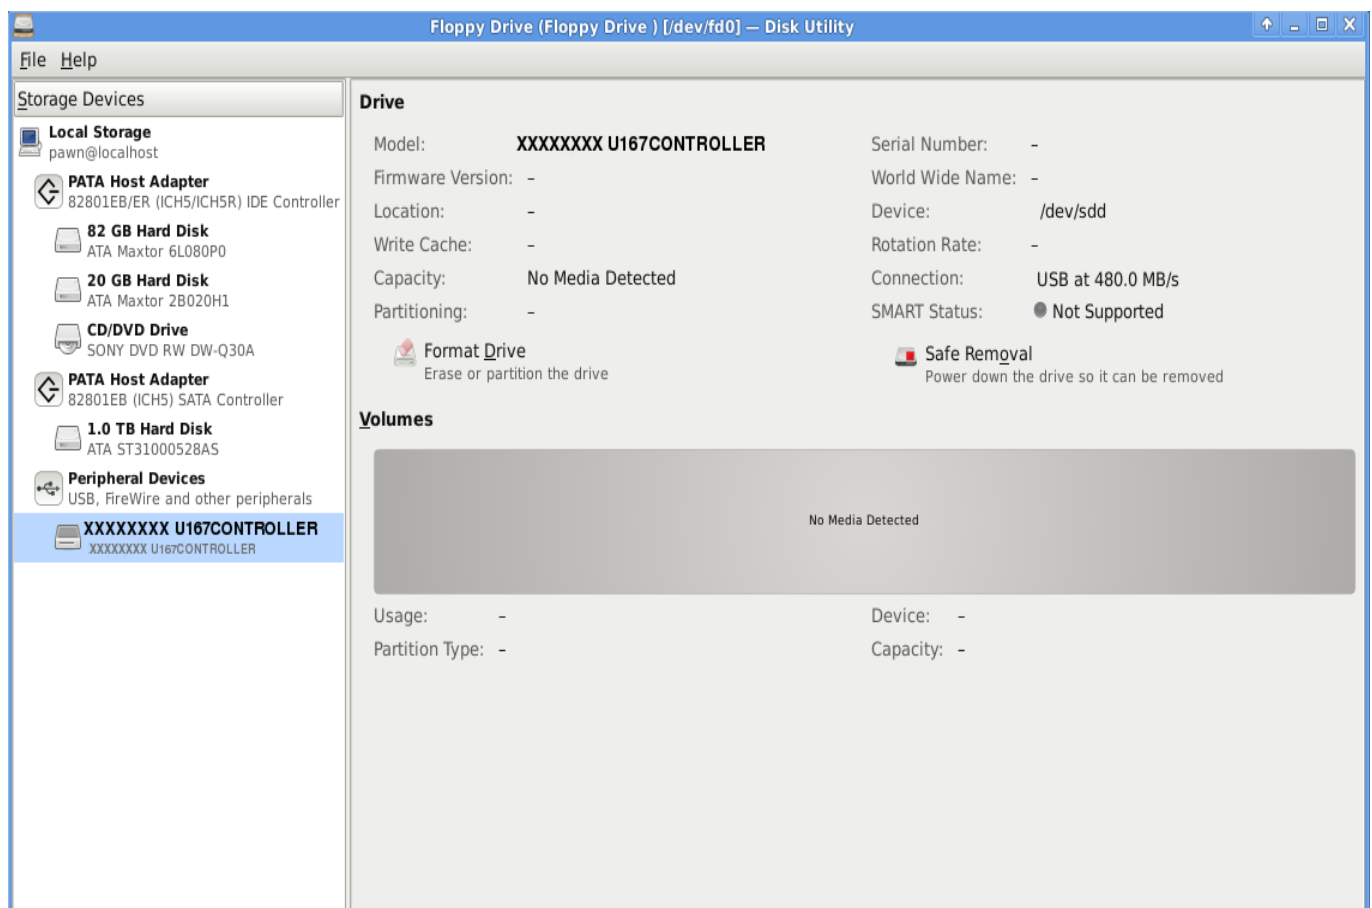 Floppy Drive (Floppy Drive ) [/dev/fd0] — Disk Utility
File Help
Storage Devices
Local Storage
pawn@localhost
PATA Host Adapter
82801EB/ER (ICH5/ICH5R) IDE Controller
82 GB Hard Disk
ATA Maxtor 6L080P0
20 GB Hard Disk
ATA Maxtor 2B020H1
CD/DVD Drive
SONY DVD RW DW-Q30A
PATA Host Adapter
82801EB (ICH5) SATA Controller
1.0 TB Hard Disk
ATA ST31000528AS
Peripheral Devices
USB, FireWire and other peripherals
XXXXXXXX U167CONTROLLER
XXXXXXXX U167CONTROLLER
Drive
Model: XXXXXXXX U167CONTROLLER Serial Number: –
Firmware Version: – World Wide Name: –
Location: – Device: /dev/sdd
Write Cache: – Rotation Rate: –
Capacity: No Media Detected Connection: USB at 480.0 MB/s
Partitioning: – SMART Status: Not Supported
Format Drive Safe Removal
Erase or partition the drive Power down the drive so it can be removed
Volumes
No Media Detected
Usage: – Device: –
Partition Type: – Capacity: –